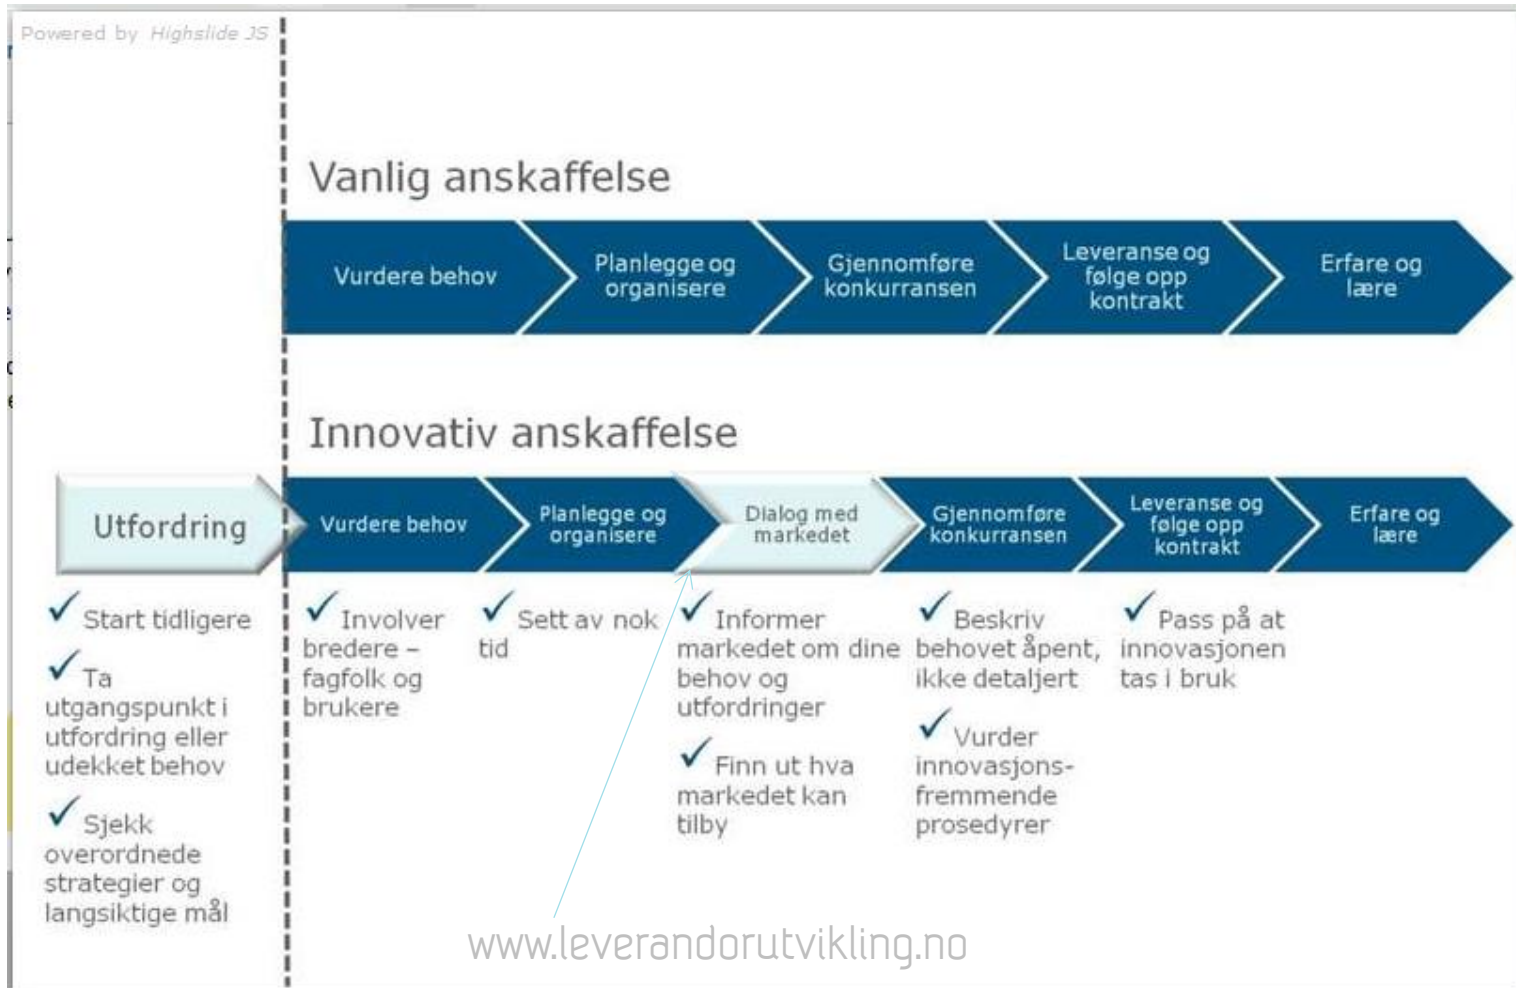 Powered by Highslide JS
Vanlig anskaffelse
Vurdere behov
Planlegge og
organisere
Gjennomføre
konkurransen
Leveranse og
følge opp
kontrakt
Erfare og
lære
Innovativ anskaffelse
Utfordring
Vurdere behov
Planlegge og
organisere
Dialog med
markedet
Gjennomføre
konkurransen
Leveranse og
følge opp
kontrakt
Erfare og
lære
✓ Start tidligere
✓ Ta
utgangspunkt i
utfordring eller
udekket behov
✓ Sjekk
overordnede
strategier og
langsiktige mål
✓ Involver
bredere –
fagfolk og
brukere
✓ Sett av nok
tid
✓ Informer
markedet om dine
behov og
utfordringer
✓ Finn ut hva
markedet kan
tilby
✓ Beskriv
behovet åpent,
ikke detaljert
✓ Vurder
innovasjons-
fremmende
prosedyrer
✓ Pass på at
innovasjonen
tas i bruk
www.leverandorutvikling.no